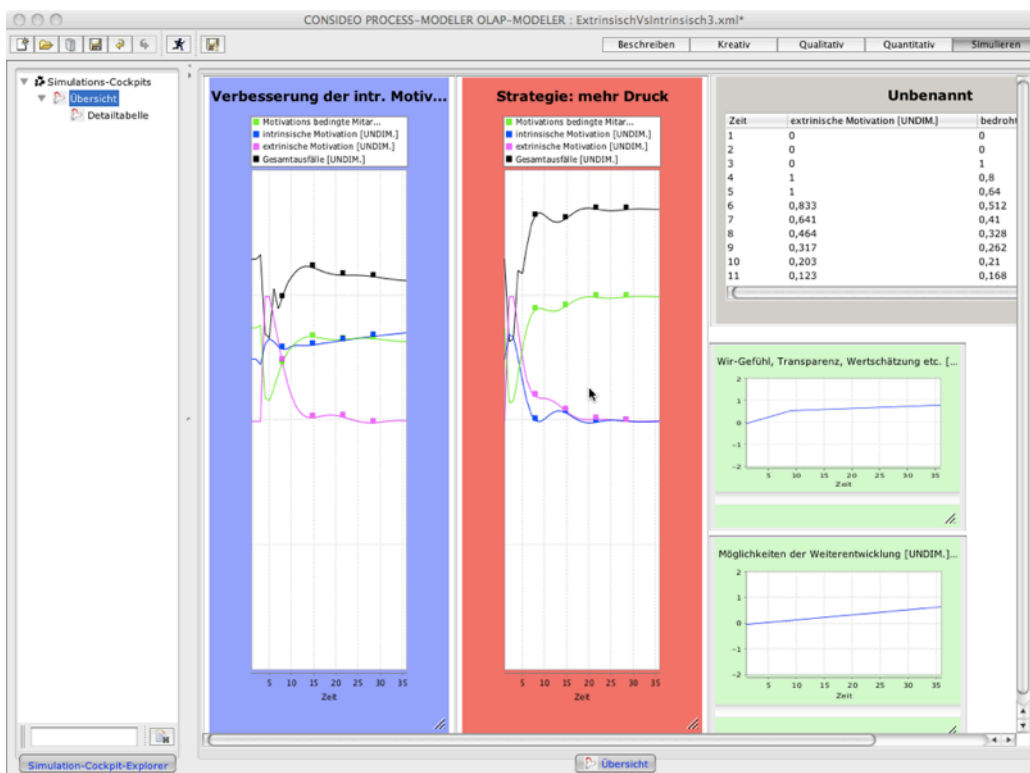 CONSIDEO PROCESS-MODELER OLAP-MODELER : ExtrinsischVsIntrinsisch3.xml*
Beschreiben Kreativ Qualitativ Quantitativ Simulieren
Simulations-Cockpits
Übersicht
Detailtabelle
Verbesserung der intr. Motiv...
Motivations bedingte Mitar...
intrinsische Motivation [UNDIM.]
extrinische Motivation [UNDIM.]
Gesamtausfälle [UNDIM.]
5 10 15 20 25 30 35
Zeit
Strategie: mehr Druck
Motivations bedingte Mitar...
intrinsische Motivation [UNDIM.]
extrinische Motivation [UNDIM.]
Gesamtausfälle [UNDIM.]
5 10 15 20 25 30 35
Zeit
Unbenannt
Zeit extrinische Motivation [UNDIM.] bedroht
1 0 0
2 0 0
3 0 1
4 1 0,8
5 1 0,64
6 0,833 0,512
7 0,641 0,41
8 0,464 0,328
9 0,317 0,262
10 0,203 0,21
11 0,123 0,168
Wir-Gefühl, Transparenz, Wertschätzung etc. [...
2
1
0
-1
-2
5 10 15 20 25 30 35
Zeit
Möglichkeiten der Weiterentwicklung [UNDIM.]...
2
1
0
-1
-2
5 10 15 20 25 30 35
Zeit
Simulation-Cockpit-Explorer
Übersicht